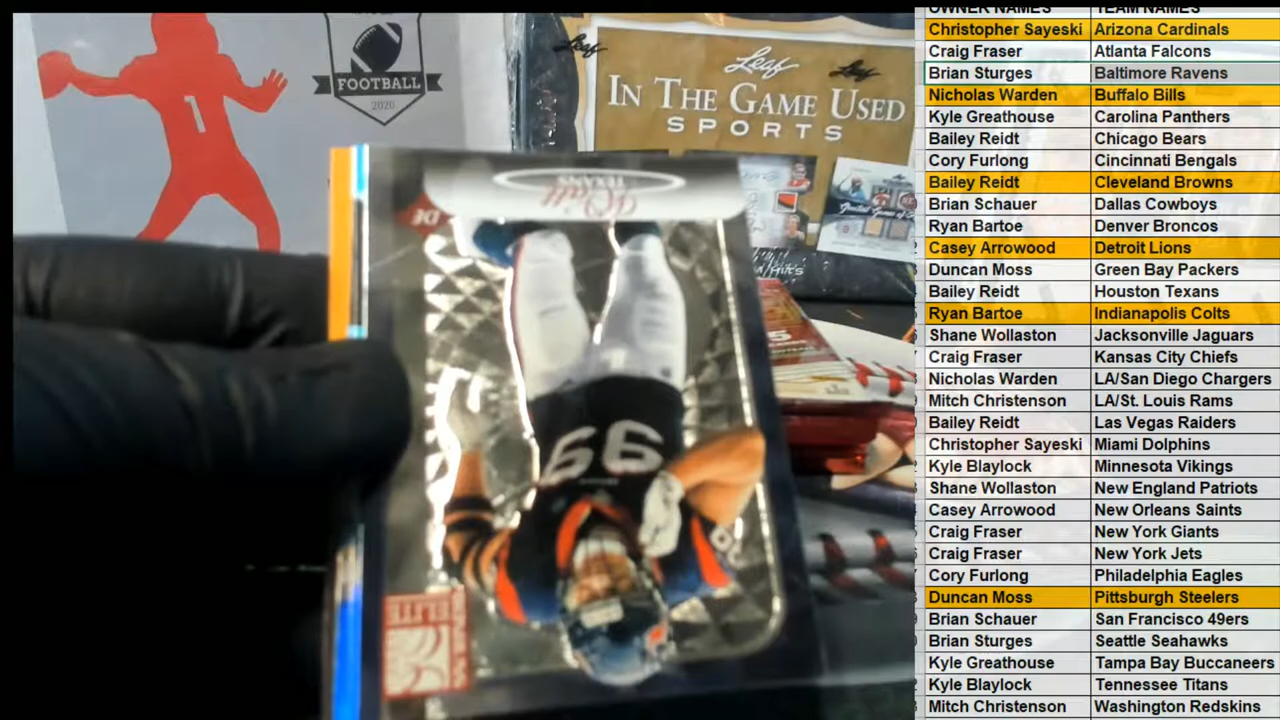 FOOTBALL
2020
1
Leaf
Leaf
Leaf
IN THE GAME USED
SPORTS
J.J. Watt
TEXANS
DE
99
ELITE
5
OWNER NAMES TEAM NAMES
Christopher Sayeski Arizona Cardinals
Craig Fraser Atlanta Falcons
Brian Sturges Baltimore Ravens
Nicholas Warden Buffalo Bills
Kyle Greathouse Carolina Panthers
Bailey Reidt Chicago Bears
Cory Furlong Cincinnati Bengals
Bailey Reidt Cleveland Browns
Brian Schauer Dallas Cowboys
Ryan Bartoe Denver Broncos
Casey Arrowood Detroit Lions
Duncan Moss Green Bay Packers
Bailey Reidt Houston Texans
Ryan Bartoe Indianapolis Colts
Shane Wollaston Jacksonville Jaguars
Craig Fraser Kansas City Chiefs
Nicholas Warden LA/San Diego Chargers
Mitch Christenson LA/St. Louis Rams
Bailey Reidt Las Vegas Raiders
Christopher Sayeski Miami Dolphins
Kyle Blaylock Minnesota Vikings
Shane Wollaston New England Patriots
Casey Arrowood New Orleans Saints
Craig Fraser New York Giants
Craig Fraser New York Jets
Cory Furlong Philadelphia Eagles
Duncan Moss Pittsburgh Steelers
Brian Schauer San Francisco 49ers
Brian Sturges Seattle Seahawks
Kyle Greathouse Tampa Bay Buccaneers
Kyle Blaylock Tennessee Titans
Mitch Christenson Washington Redskins